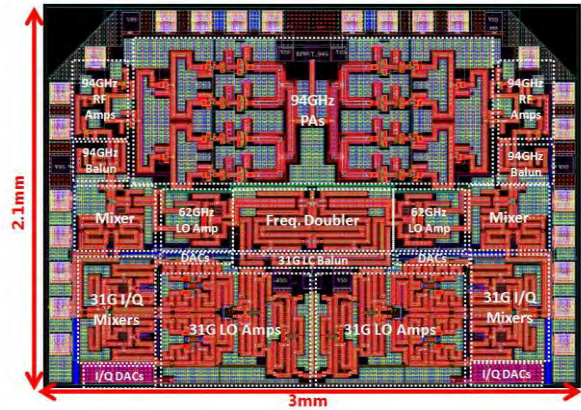 94GHz
RF
Amps
94GHz
PAs
94GHz
RF
Amps
94GHz
Balun
94GHz
Balun
Mixer
62GHz
LO Amp
Freq. Doubler
62GHz
LO Amp
Mixer
DACs
31G LC Balun
DACs
31G I/Q
Mixers
31G LO Amps
31G LO Amps
31G I/Q
Mixers
I/Q DACs
I/Q DACs
2.1mm
3mm